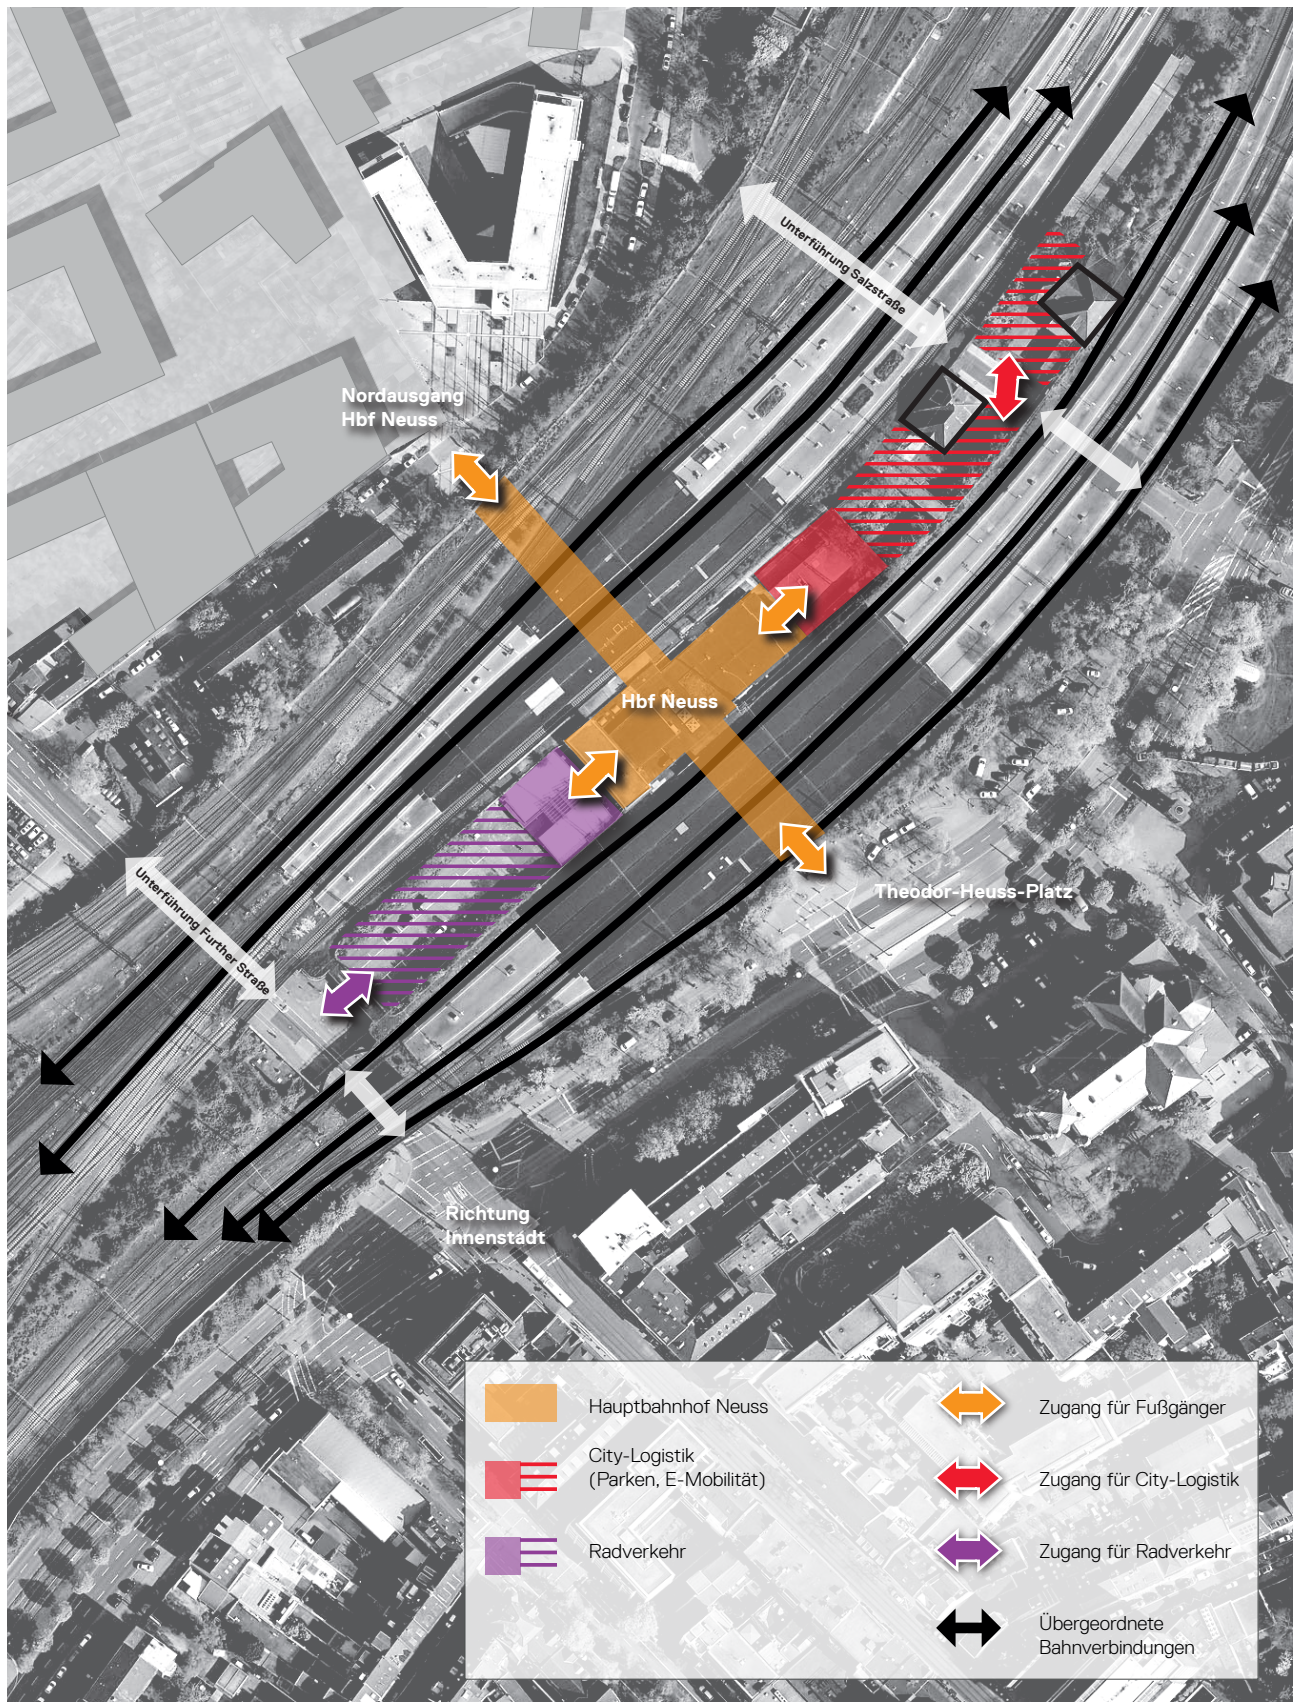 Unterführung Salzstraße
Nordausgang
Hbf Neuss
Hbf Neuss
Theodor-Heuss-Platz
Unterführung Further Straße
Richtung
Innenstadt
Hauptbahnhof Neuss
City-Logistik
(Parken, E-Mobilität)
Radverkehr
Zugang für Fußgänger
Zugang für City-Logistik
Zugang für Radverkehr
Übergeordnete
Bahnverbindungen